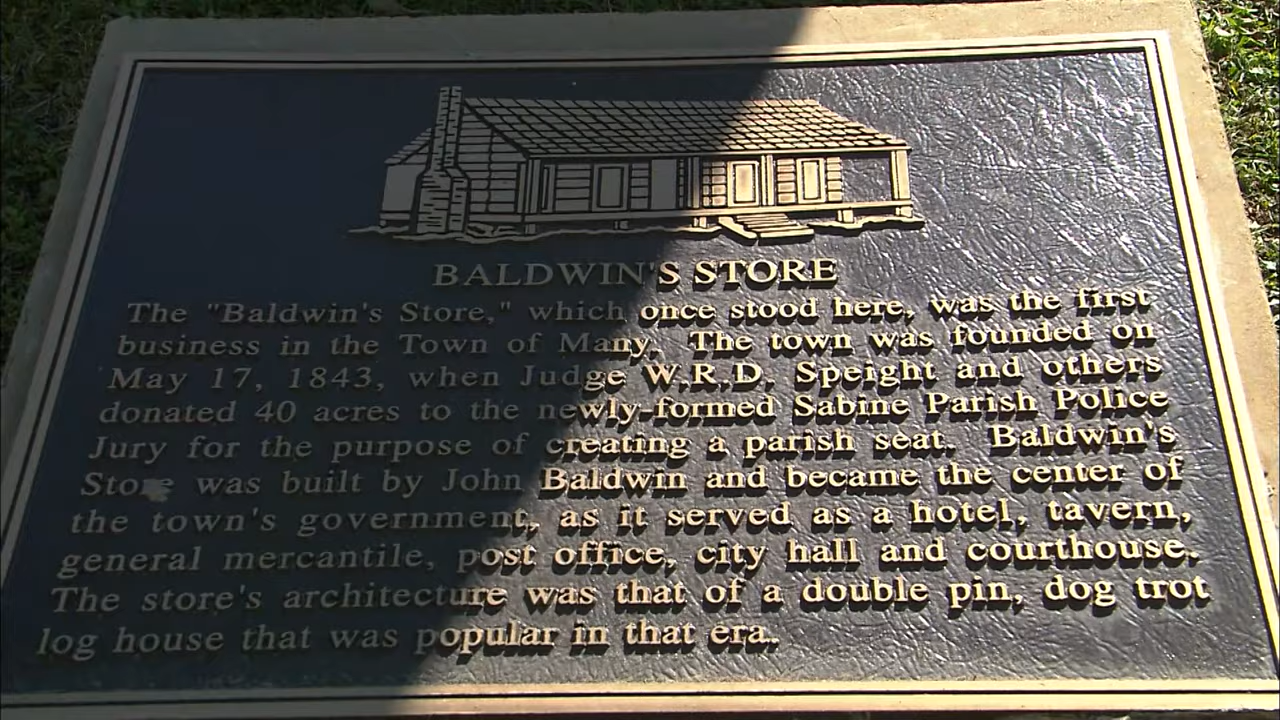 BALDWIN'S STORE
The "Baldwin's Store," which once stood here, was the first
business in the Town of Many. The town was founded on
May 17, 1843, when Judge W.R.D. Speight and others
donated 40 acres to the newly-formed Sabine Parish Police
Jury for the purpose of creating a parish seat. Baldwin's
Store was built by John Baldwin and became the center of
the town's government, as it served as a hotel, tavern,
general mercantile, post office, city hall and courthouse.
The store's architecture was that of a double pin, dog trot
log house that was popular in that era.